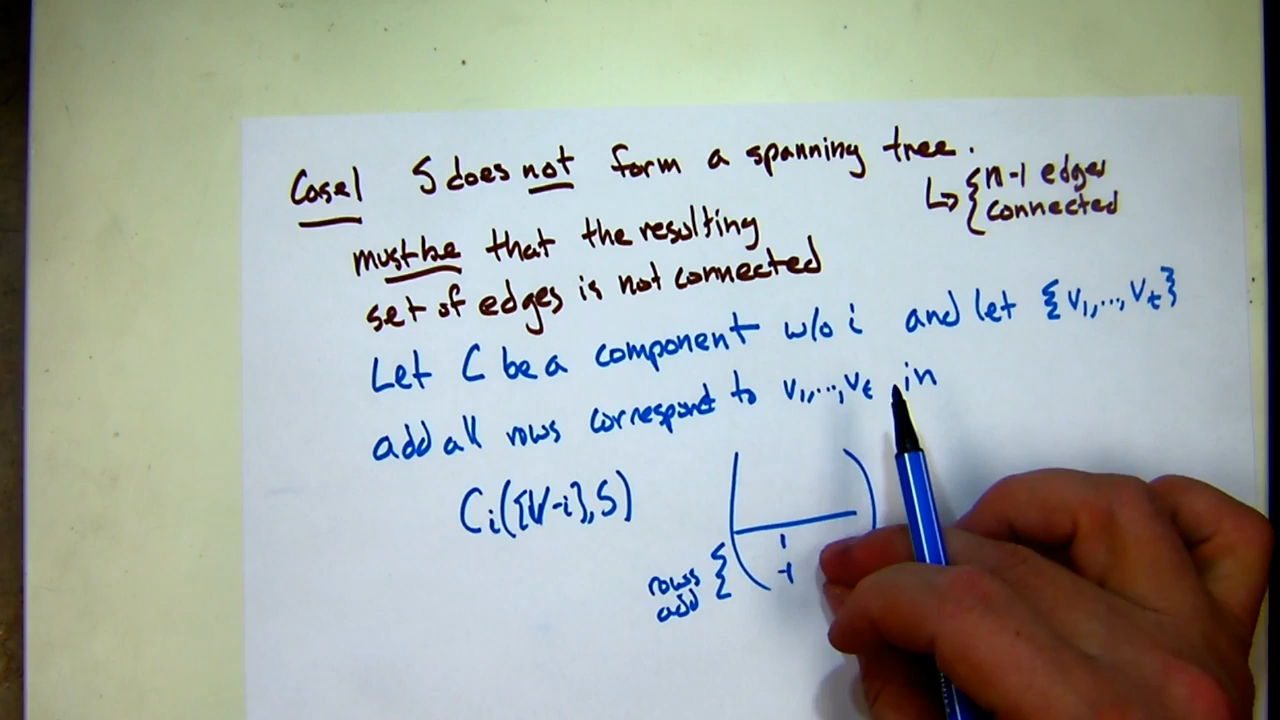 Case 1 S does not form a spanning tree.
↳ { n-1 edges
connected
must be that the resulting
set of edges is not connected
Let C be a component w/o i and let {v₁,...,vₜ}
add all rows correspond to v₁,...,vₜ in
Cᵢ({V-i},S)
1
-1
rows
add